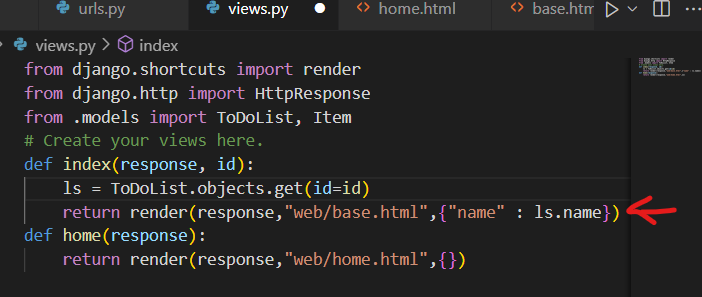 urls.py views.py home.html base.htm
views.py > index
from django.shortcuts import render
from django.http import HttpResponse
from .models import ToDoList, Item
# Create your views here.
def index(response, id):
    ls = ToDoList.objects.get(id=id)
    return render(response,"web/base.html",{"name" : ls.name})
def home(response):
    return render(response,"web/home.html",{})